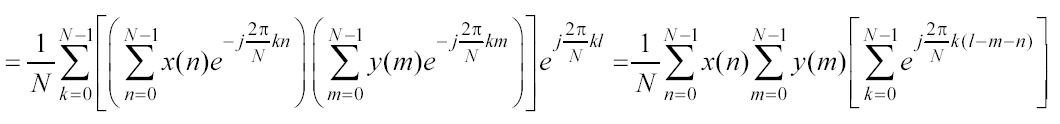 $= \frac{1}{N}\sum_{k=0}^{N-1}\left[\left(\sum_{n=0}^{N-1} x(n)e^{-j\frac{2\pi}{N}kn}\right)\left(\sum_{m=0}^{N-1} y(m)e^{-j\frac{2\pi}{N}km}\right)\right]e^{j\frac{2\pi}{N}kl} = \frac{1}{N}\sum_{n=0}^{N-1} x(n)\sum_{m=0}^{N-1} y(m)\left[\sum_{k=0}^{N-1} e^{j\frac{2\pi}{N}k(l-m-n)}\right]$